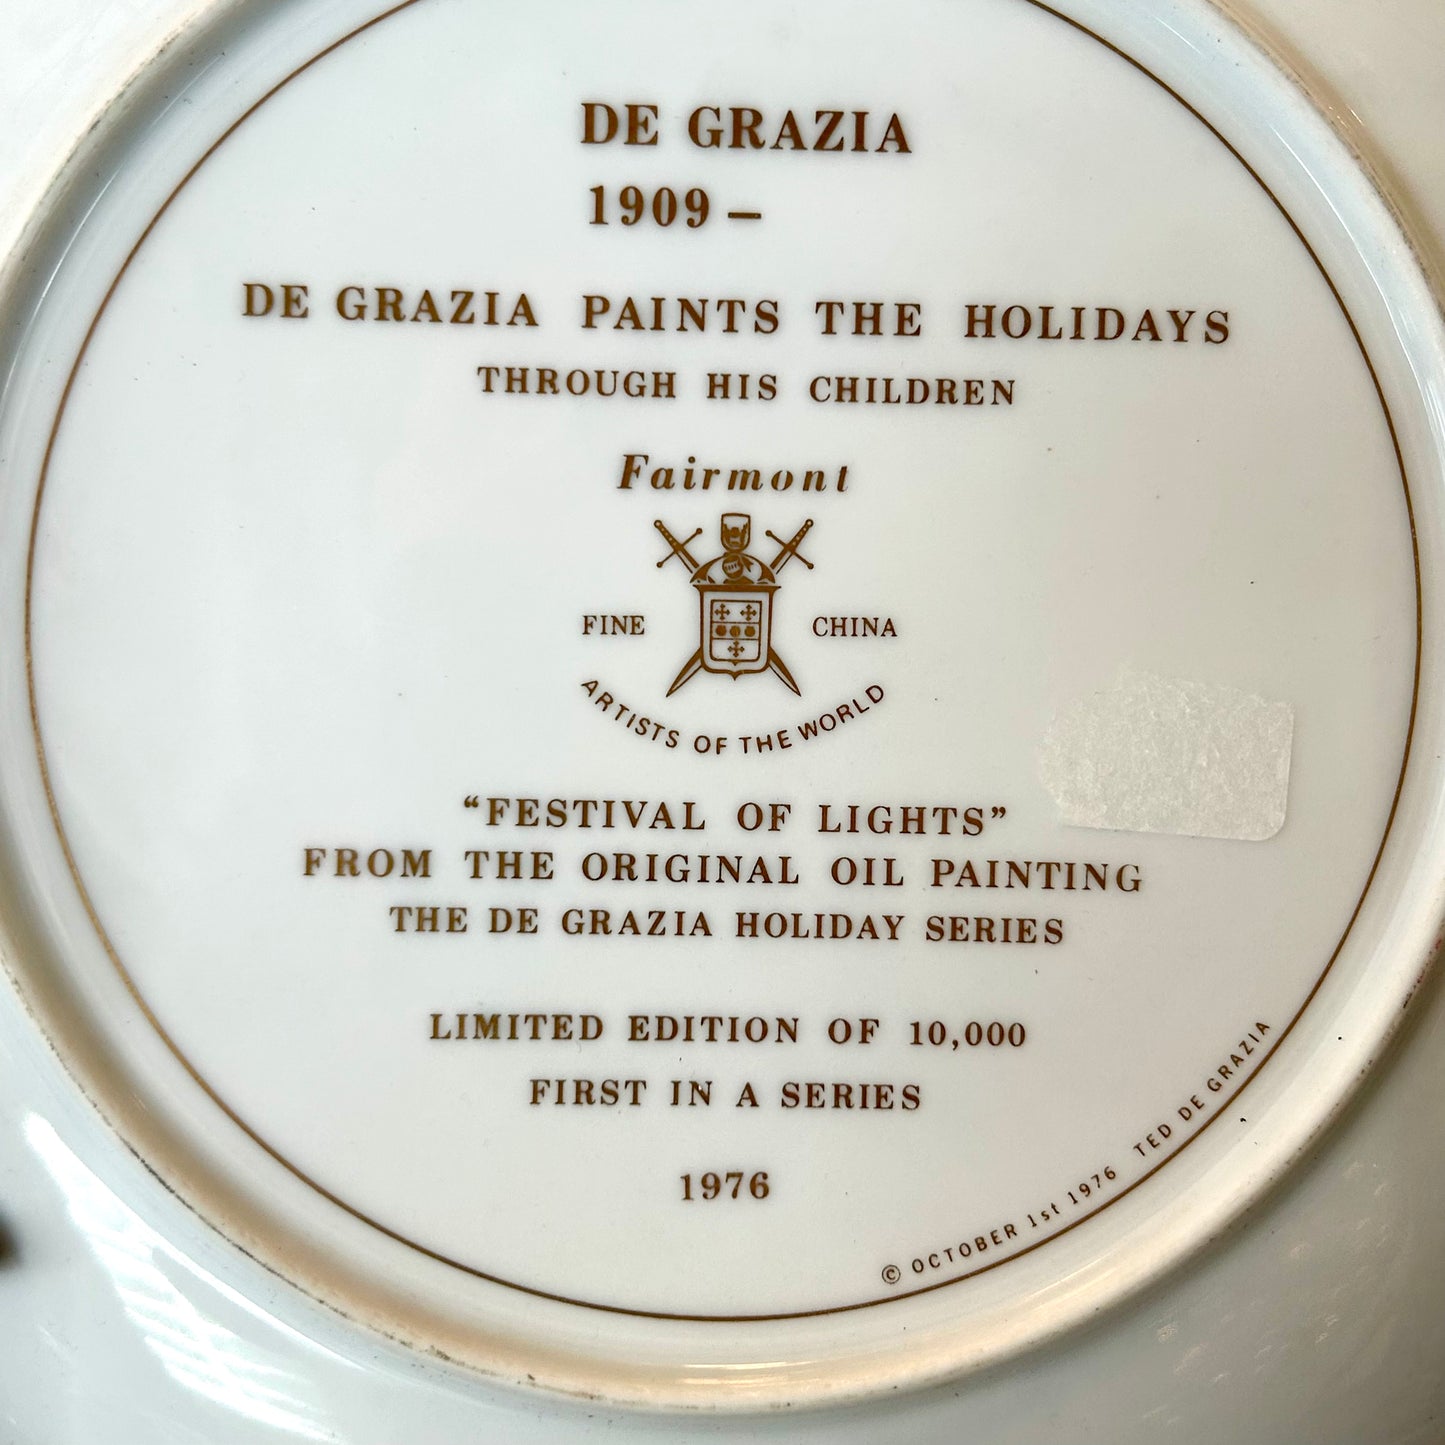 DE GRAZIA
1909 –
DE GRAZIA PAINTS THE HOLIDAYS
THROUGH HIS CHILDREN
Fairmont
FINE CHINA
ARTISTS OF THE WORLD
“FESTIVAL OF LIGHTS”
FROM THE ORIGINAL OIL PAINTING
THE DE GRAZIA HOLIDAY SERIES
LIMITED EDITION OF 10,000
FIRST IN A SERIES
1976
© OCTOBER 1st 1976 TED DE GRAZIA